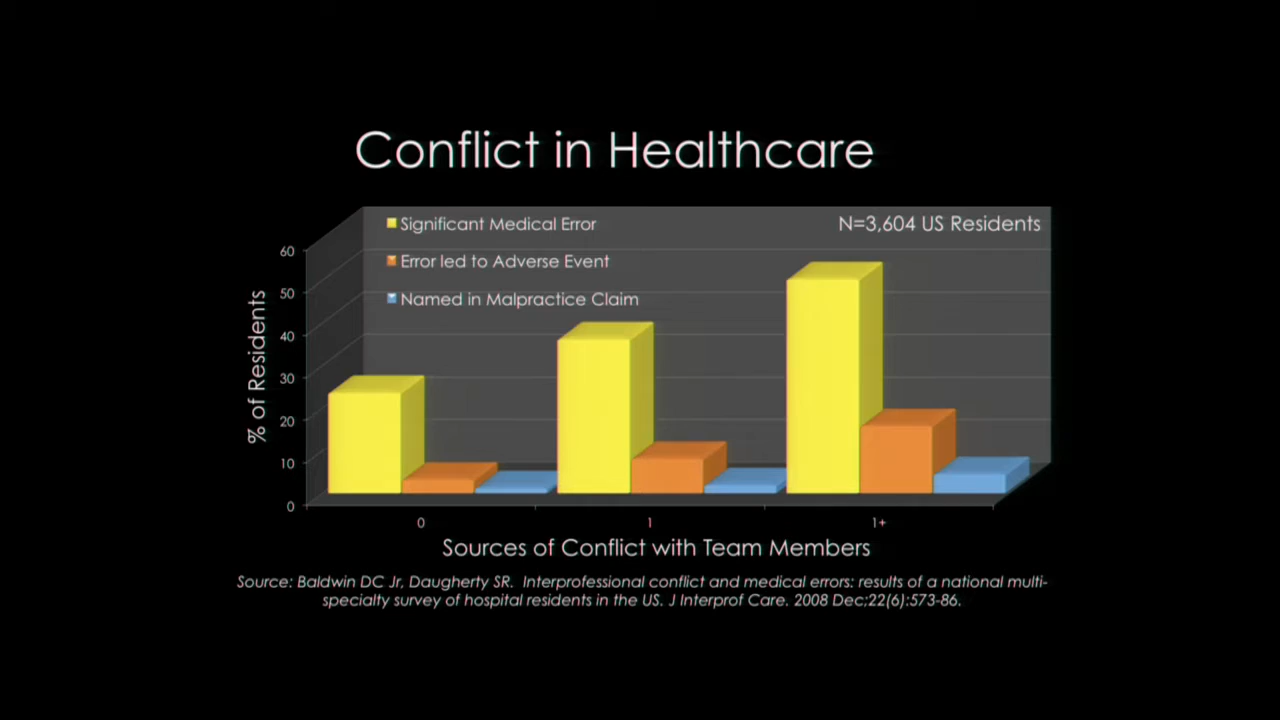 Conflict in Healthcare
Significant Medical Error
N=3,604 US Residents
Error led to Adverse Event
Named in Malpractice Claim
% of Residents
60
50
40
30
20
10
0
0
1
1+
Sources of Conflict with Team Members
Source: Baldwin DC Jr, Daugherty SR.  Interprofessional conflict and medical errors: results of a national multi-
specialty survey of hospital residents in the US. J Interprof Care. 2008 Dec;22(6):573-86.